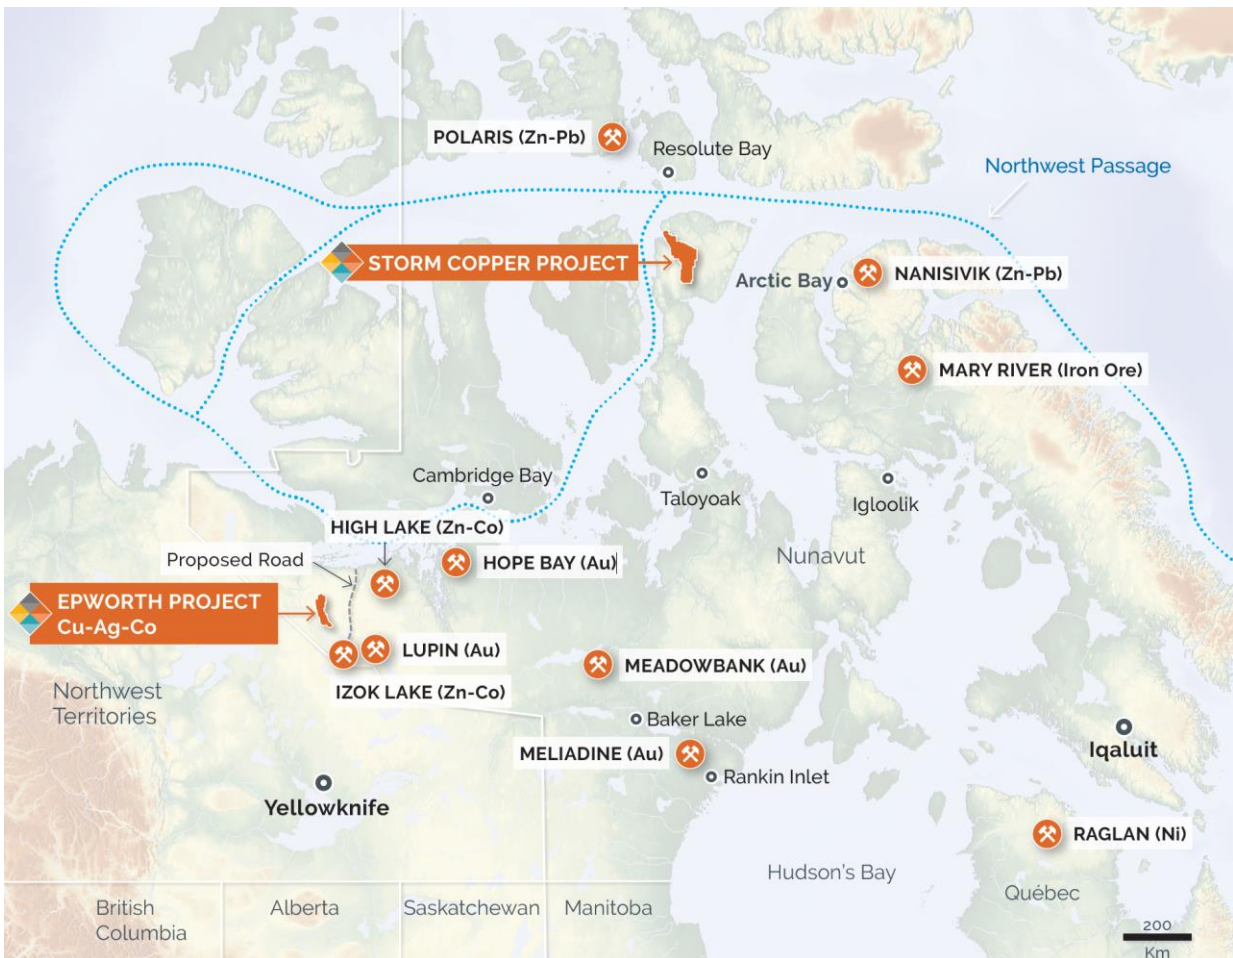 POLARIS (Zn-Pb)
Resolute Bay
Northwest Passage
STORM COPPER PROJECT
Arctic Bay
NANISIVIK (Zn-Pb)
MARY RIVER (Iron Ore)
Cambridge Bay
Taloyoak
Igloolik
HIGH LAKE (Zn-Co)
Proposed Road
HOPE BAY (Au)
Nunavut
EPWORTH PROJECT
Cu-Ag-Co
LUPIN (Au)
MEADOWBANK (Au)
IZOK LAKE (Zn-Co)
Northwest
Territories
Baker Lake
MELIADINE (Au)
Rankin Inlet
Iqaluit
Yellowknife
RAGLAN (Ni)
Hudson's Bay
Québec
British
Columbia
Alberta
Saskatchewan
Manitoba
200
Km